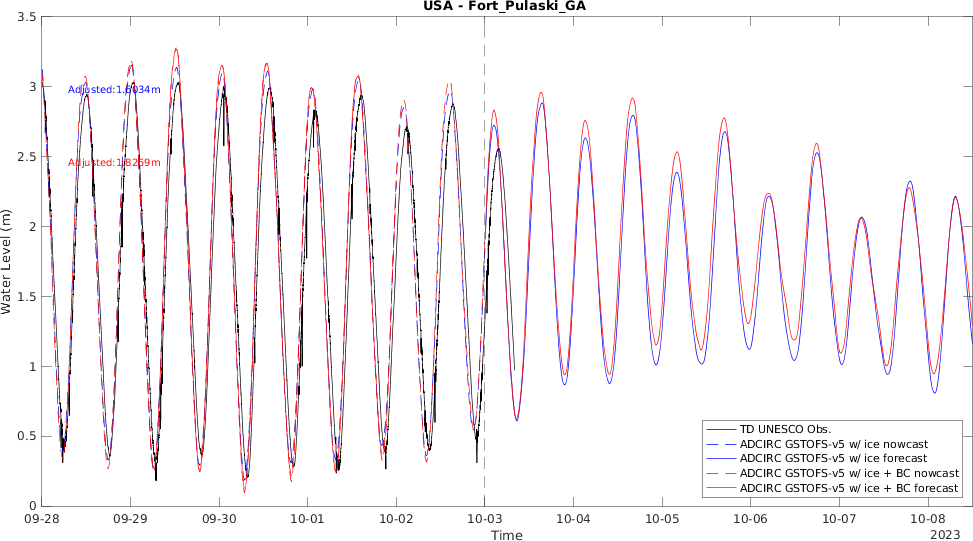 USA - Fort_Pulaski_GA
3.5
3
2.5
2
1.5
1
0.5
0
Water Level (m)
Adjusted:1.6034m
Adjusted:1.8259m
TD UNESCO Obs.
ADCIRC GSTOFS-v5 w/ ice nowcast
ADCIRC GSTOFS-v5 w/ ice forecast
ADCIRC GSTOFS-v5 w/ ice + BC nowcast
ADCIRC GSTOFS-v5 w/ ice + BC forecast
09-28 09-29 09-30 10-01 10-02 10-03 10-04 10-05 10-06 10-07 10-08
Time
2023